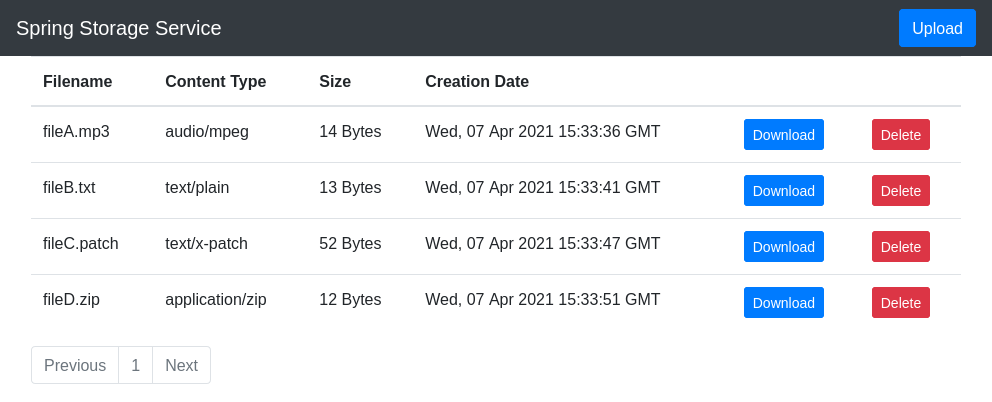 Spring Storage Service Upload
Filename Content Type Size Creation Date
fileA.mp3 audio/mpeg 14 Bytes Wed, 07 Apr 2021 15:33:36 GMT Download Delete
fileB.txt text/plain 13 Bytes Wed, 07 Apr 2021 15:33:41 GMT Download Delete
fileC.patch text/x-patch 52 Bytes Wed, 07 Apr 2021 15:33:47 GMT Download Delete
fileD.zip application/zip 12 Bytes Wed, 07 Apr 2021 15:33:51 GMT Download Delete
Previous 1 Next